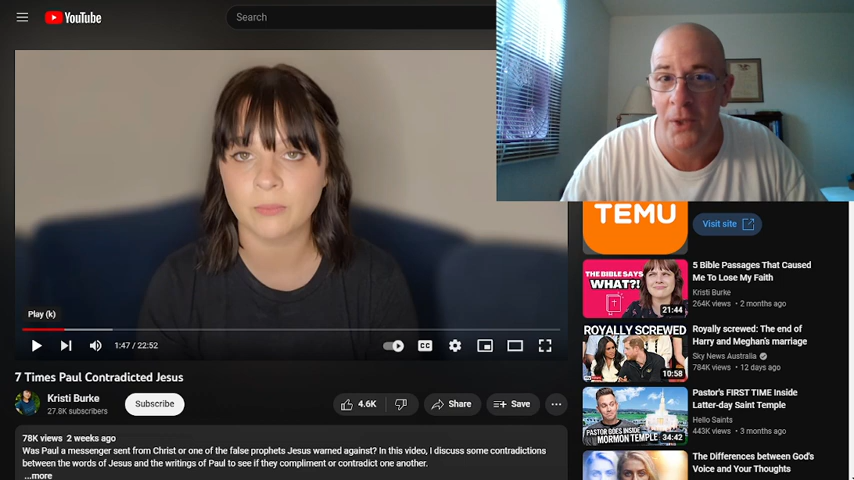 YouTube
Search
Play (k)
1:47 / 22:52
CC
7 Times Paul Contradicted Jesus
Kristi Burke
27.8K subscribers
Subscribe
4.6K
Share
Save
78K views 2 weeks ago
Was Paul a messenger sent from Christ or one of the false prophets Jesus warned against? In this video, I discuss some contradictions
between the words of Jesus and the writings of Paul to see if they compliment or contradict one another.
...more
TEMU
Visit site
THE BIBLE SAYS
WHAT?!
21:44
5 Bible Passages That Caused
Me To Lose My Faith
Kristi Burke
264K views • 2 months ago
ROYALLY SCREWED
10:58
Royally screwed: The end of
Harry and Meghan's marriage
Sky News Australia
784K views • 12 days ago
PASTOR GOES INSIDE
MORMON TEMPLE
34:42
Pastor's FIRST TIME Inside
Latter-day Saint Temple
Hello Saints
443K views • 3 months ago
The Differences between God's
Voice and Your Thoughts